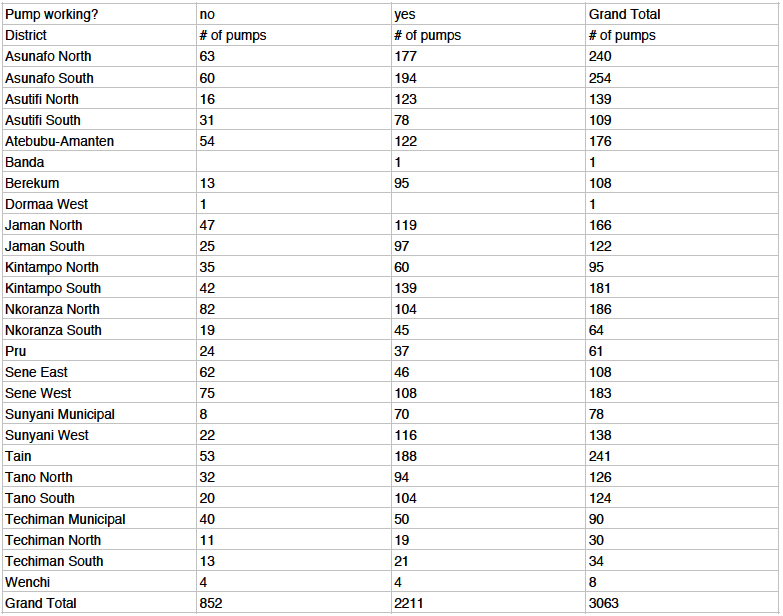 Pump working? no yes Grand Total
District # of pumps # of pumps # of pumps
Asunafo North 63 177 240
Asunafo South 60 194 254
Asutifi North 16 123 139
Asutifi South 31 78 109
Atebubu-Amanten 54 122 176
Banda 1 1
Berekum 13 95 108
Dormaa West 1 1
Jaman North 47 119 166
Jaman South 25 97 122
Kintampo North 35 60 95
Kintampo South 42 139 181
Nkoranza North 82 104 186
Nkoranza South 19 45 64
Pru 24 37 61
Sene East 62 46 108
Sene West 75 108 183
Sunyani Municipal 8 70 78
Sunyani West 22 116 138
Tain 53 188 241
Tano North 32 94 126
Tano South 20 104 124
Techiman Municipal 40 50 90
Techiman North 11 19 30
Techiman South 13 21 34
Wenchi 4 4 8
Grand Total 852 2211 3063